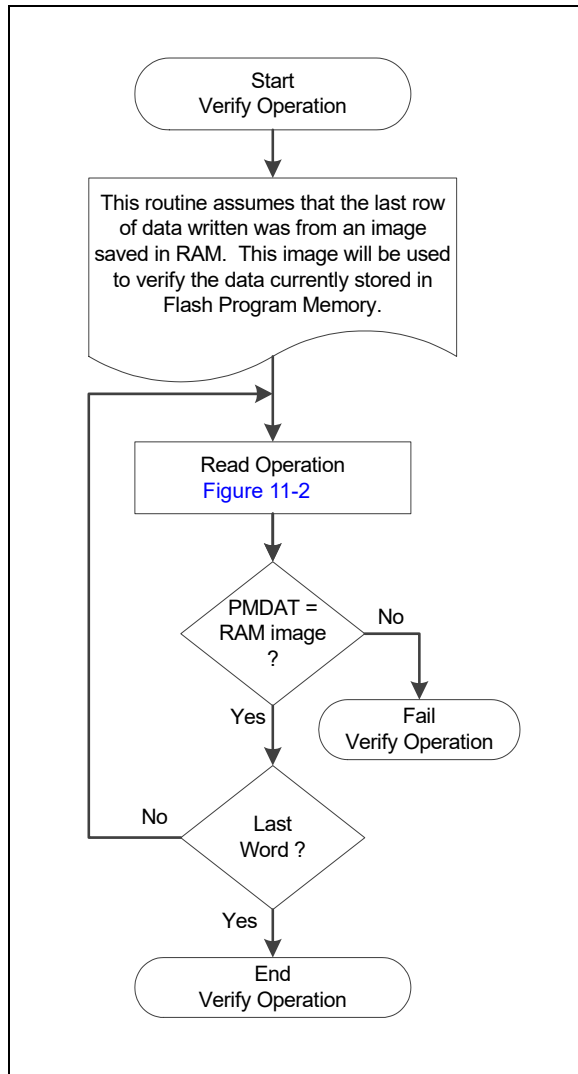 Start
Verify Operation
This routine assumes that the last row
of data written was from an image
saved in RAM. This image will be used
to verify the data currently stored in
Flash Program Memory.
Read Operation
Figure 11-2
PMDAT =
RAM image
?
No
Yes
Fail
Verify Operation
No
Last
Word ?
Yes
End
Verify Operation